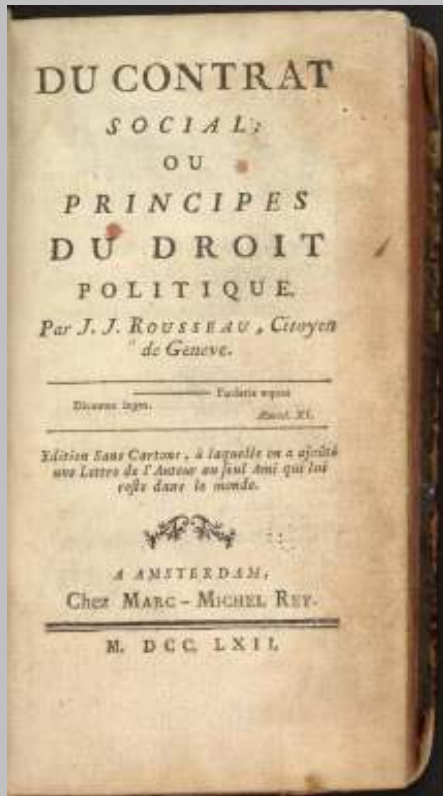 DU CONTRAT
SOCIAL;
OU
PRINCIPES
DU DROIT
POLITIQUE.
Par J. J. ROUSSEAU, Citoyen
de Geneve.
Fœderis æquas
Dicamus leges.
Æneid. XI.
Edition Sans Cartons, à laquelle on a ajoûté
une Lettre de l'Auteur au seul Ami qui lui
reste dans le monde.
A AMSTERDAM,
Chez MARC-MICHEL REY.
M. DCC. LXII.